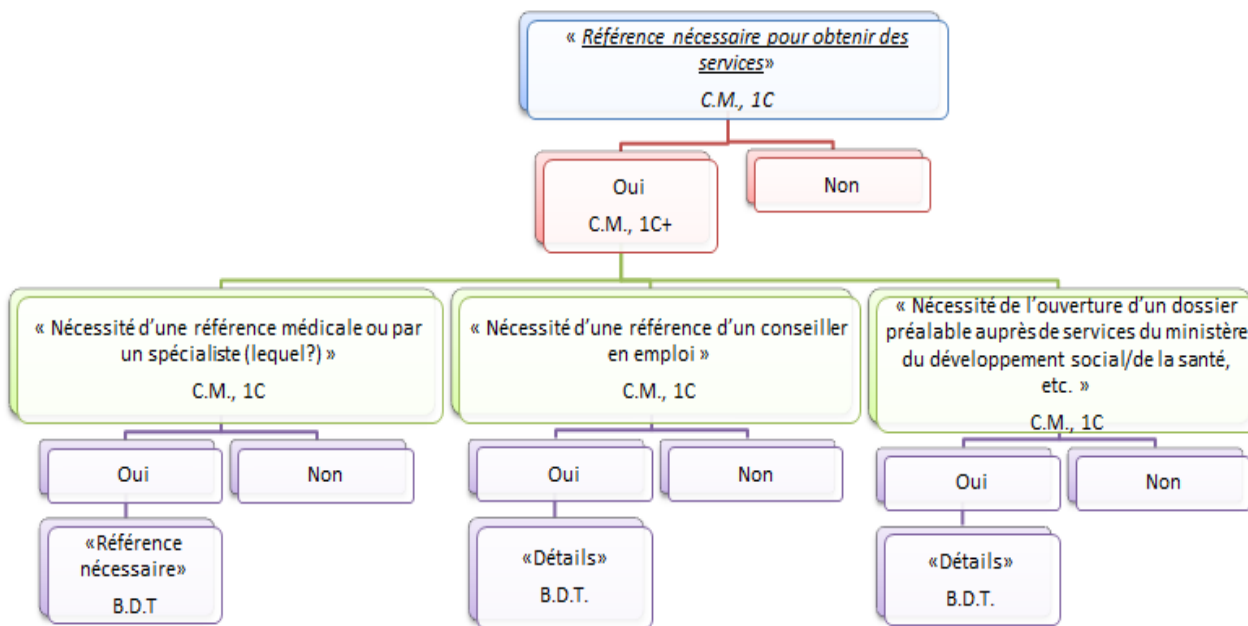 « Référence nécessaire pour obtenir des
services»
C.M., 1C
Oui
C.M., 1C+
Non
« Nécessité d’une référence médicale ou par
un spécialiste (lequel?) »
C.M., 1C
« Nécessité d’une référence d’un conseiller
en emploi »
C.M., 1C
« Nécessité de l’ouverture d’un dossier
préalable auprès de services du ministère
du développement social/de la santé,
etc. »
C.M., 1C
Oui
Non
«Référence
nécessaire»
B.D.T
Oui
Non
«Détails»
B.D.T.
Oui
Non
«Détails»
B.D.T.